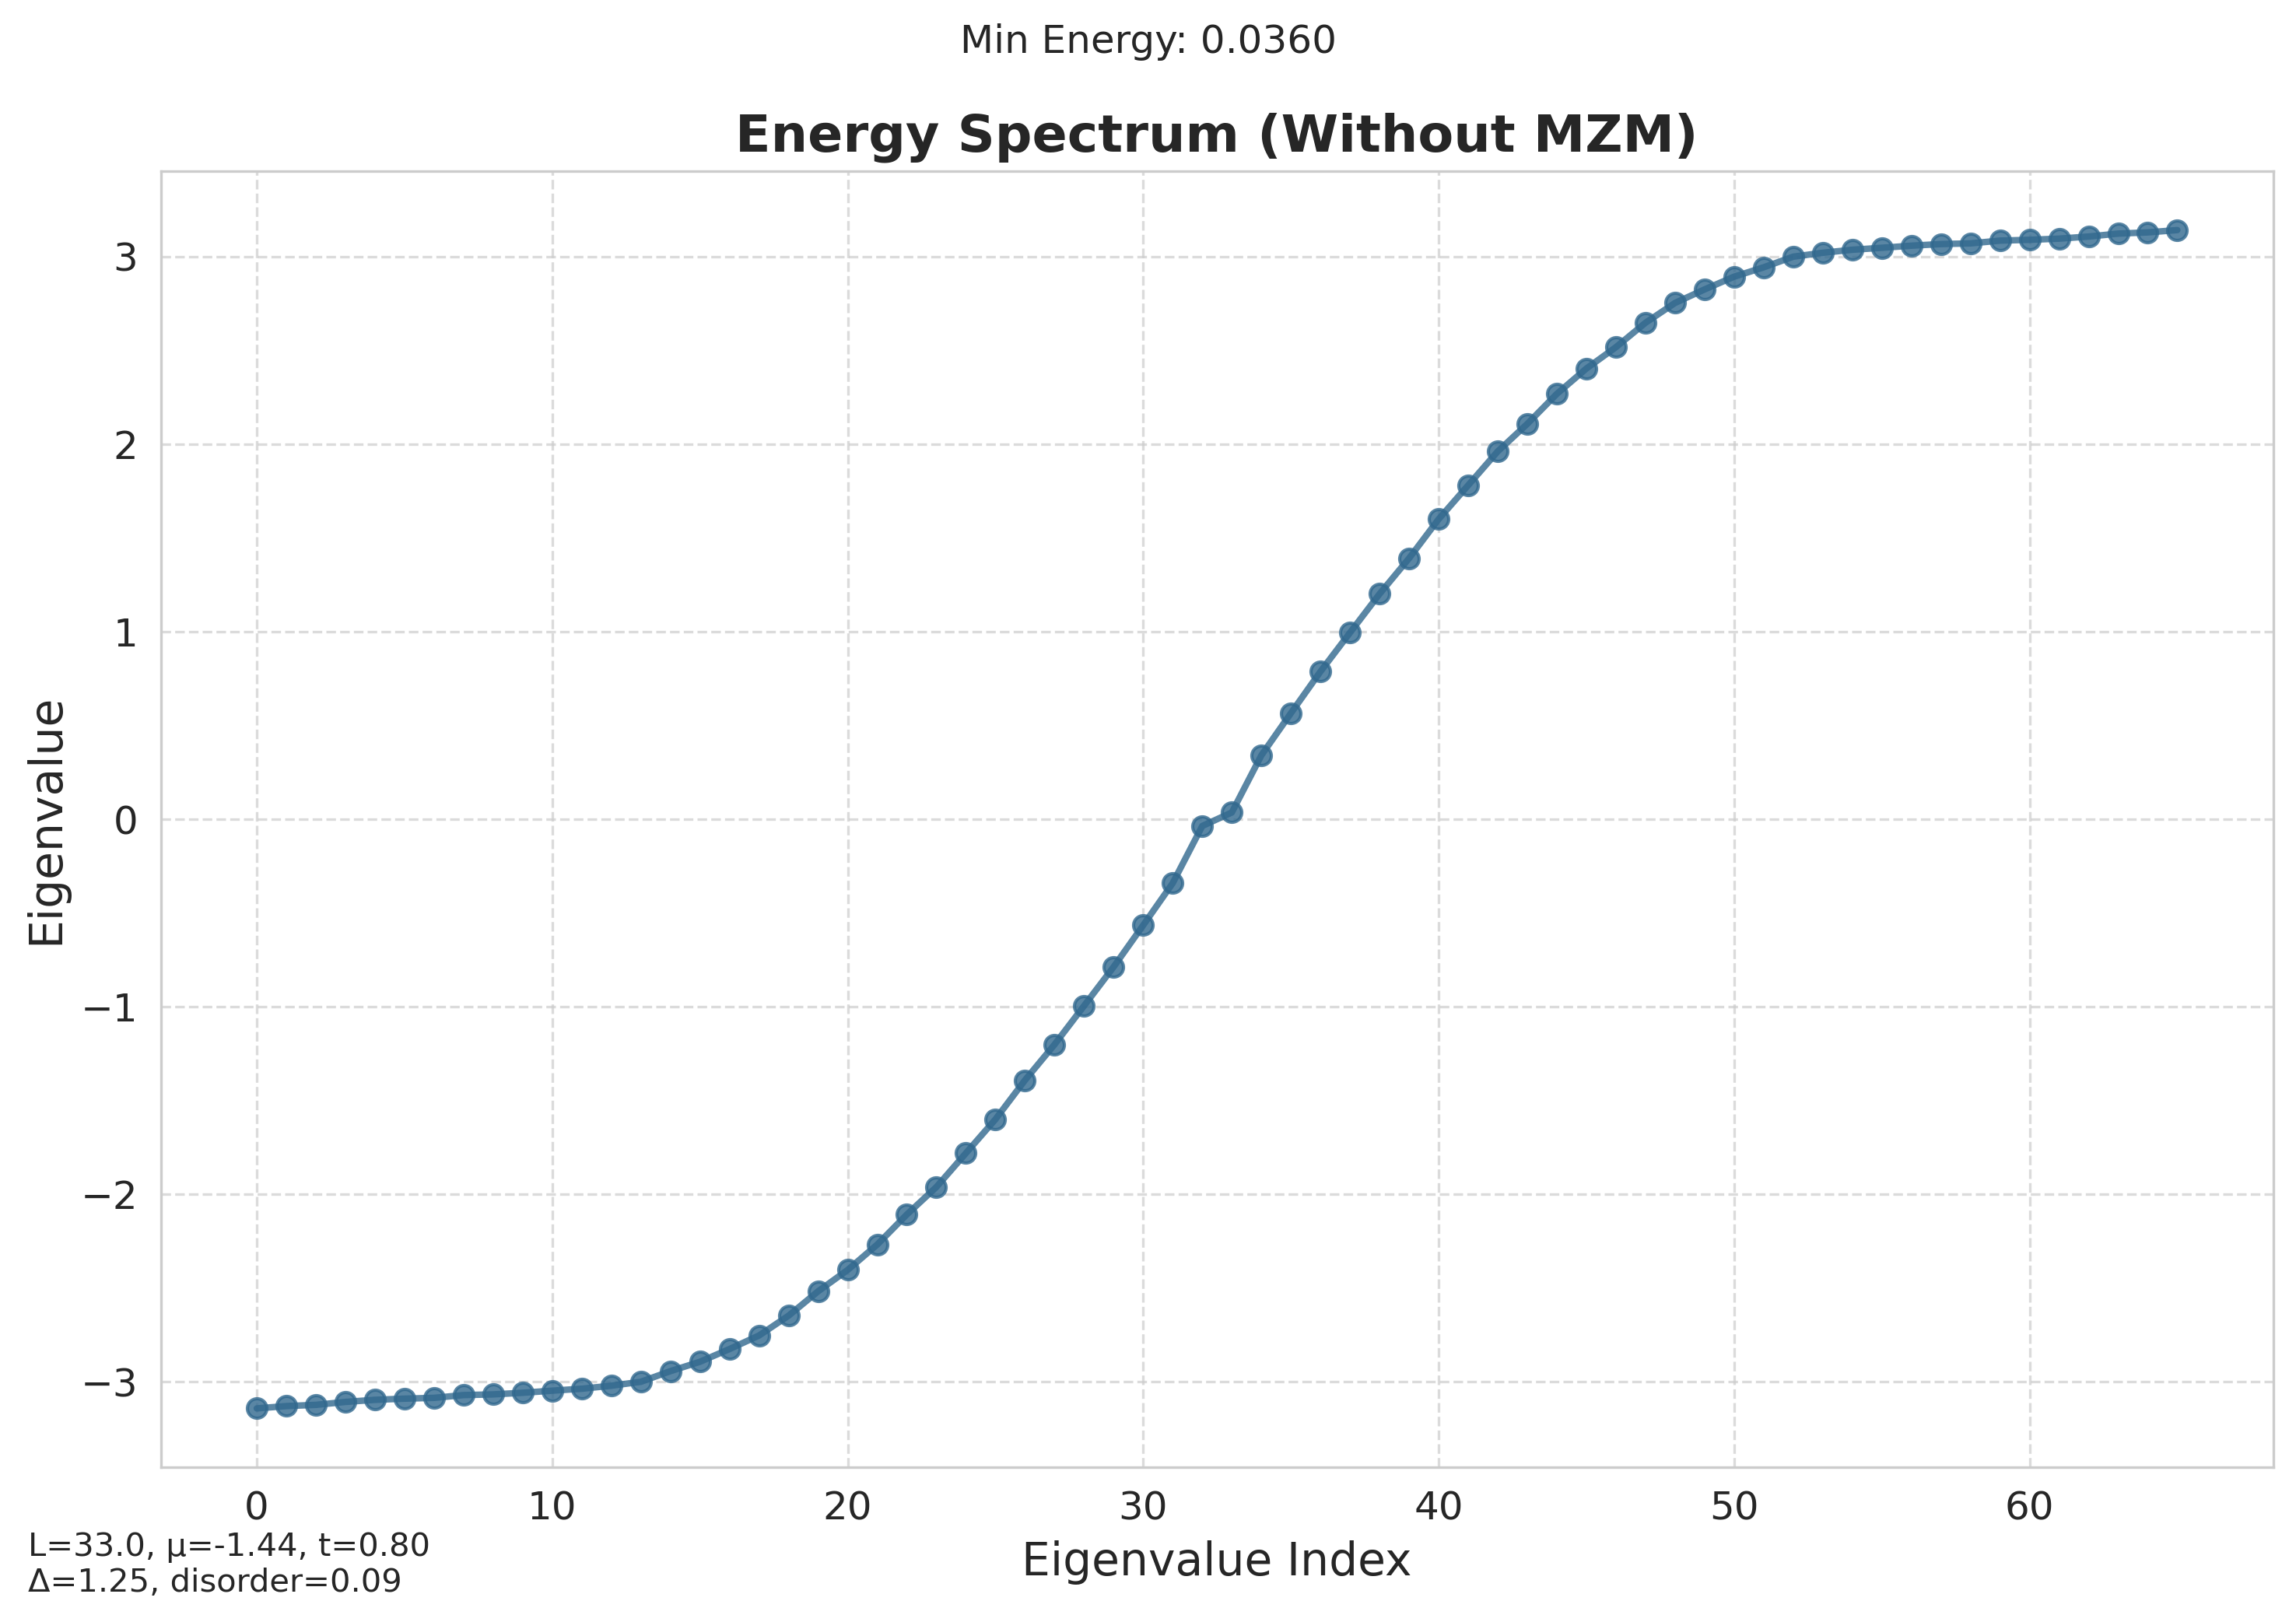 Min Energy: 0.0360
Energy Spectrum (Without MZM)
3
2
1
0
−1
−2
−3
Eigenvalue
0 10 20 30 40 50 60
Eigenvalue Index
L=33.0, μ=-1.44, t=0.80
Δ=1.25, disorder=0.09